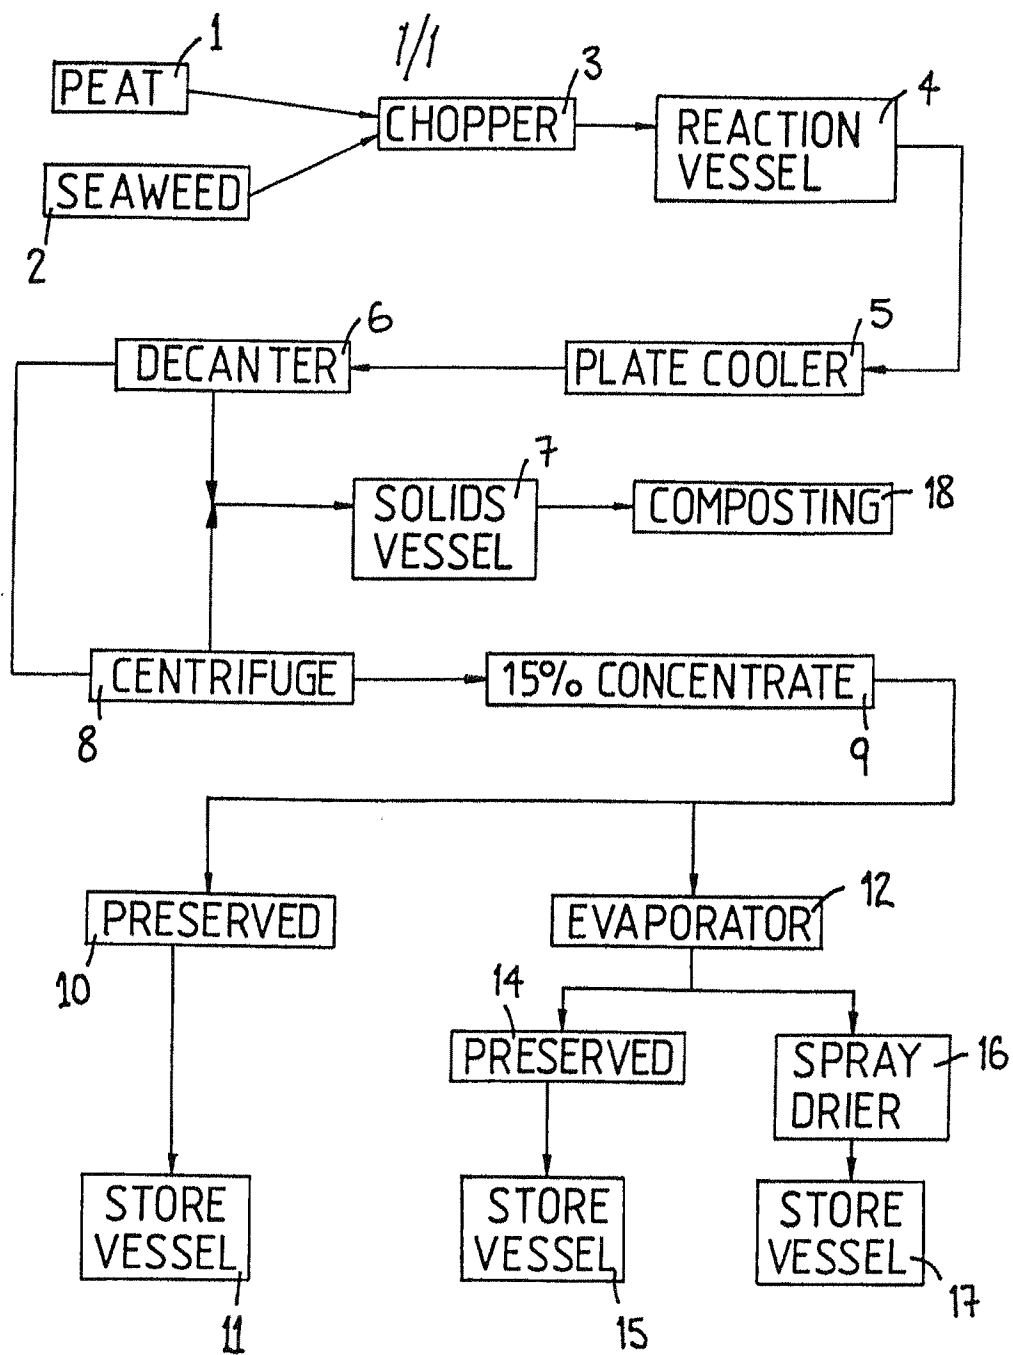 1/1
1
PEAT
3
CHOPPER
4
REACTION
VESSEL
SEAWEED
2
6
DECANTER
5
PLATE COOLER
7
SOLIDS
VESSEL
COMPOSTING
18
CENTRIFUGE
8
15% CONCENTRATE
9
PRESERVED
10
EVAPORATOR
12
14
PRESERVED
SPRAY
DRIER
16
STORE
VESSEL
11
STORE
VESSEL
15
STORE
VESSEL
17